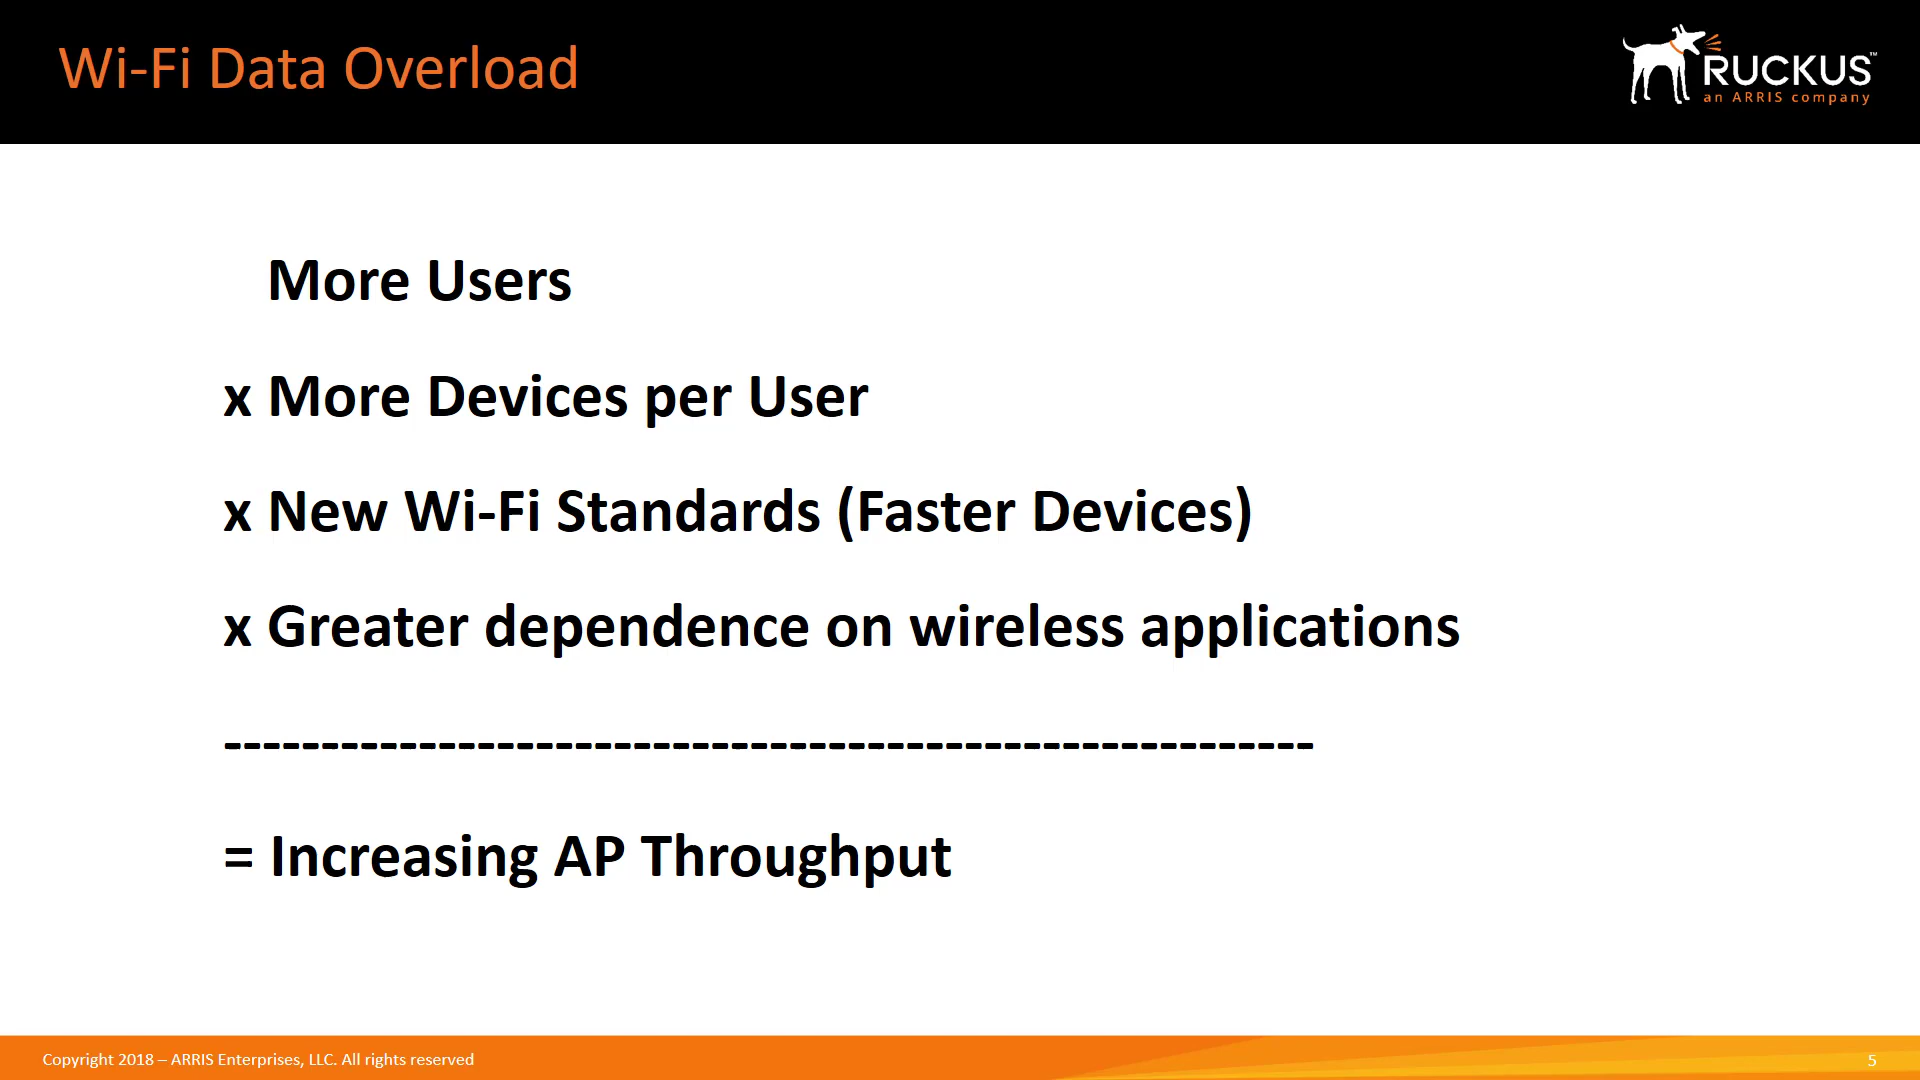 Wi-Fi Data Overload
RUCKUS™
an ARRIS company
More Users
x More Devices per User
x New Wi-Fi Standards (Faster Devices)
x Greater dependence on wireless applications
--------------------------------------------------------
= Increasing AP Throughput
Copyright 2018 – ARRIS Enterprises, LLC. All rights reserved
5